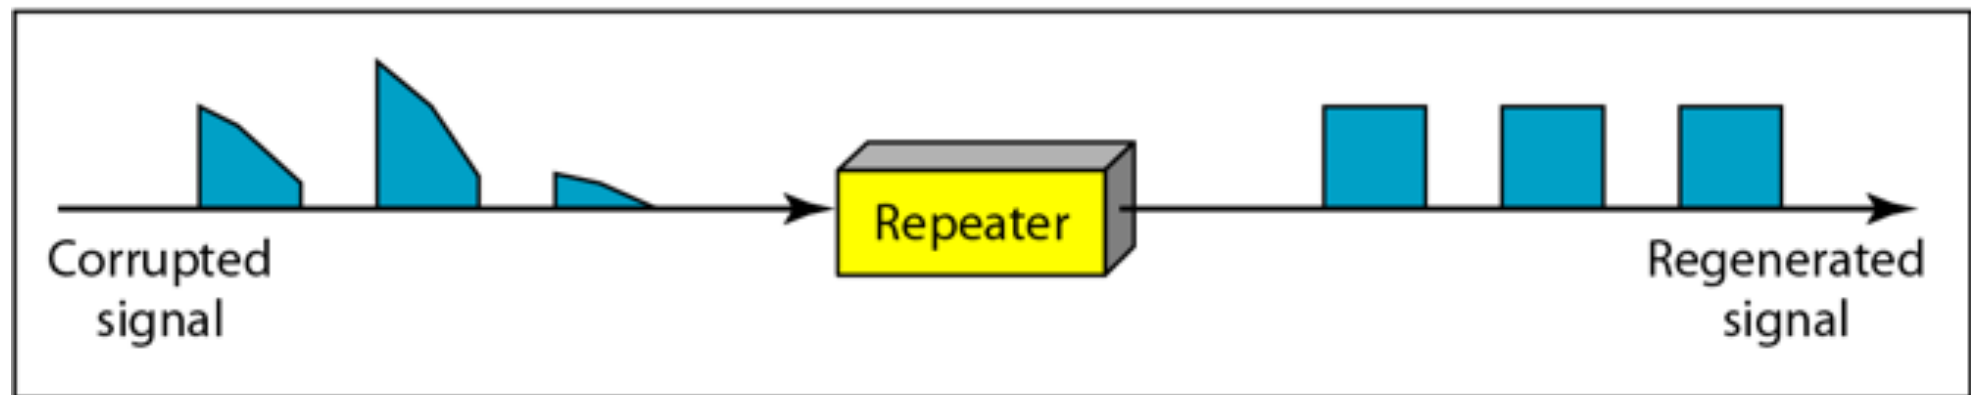 Corrupted
signal
Repeater
Regenerated
signal